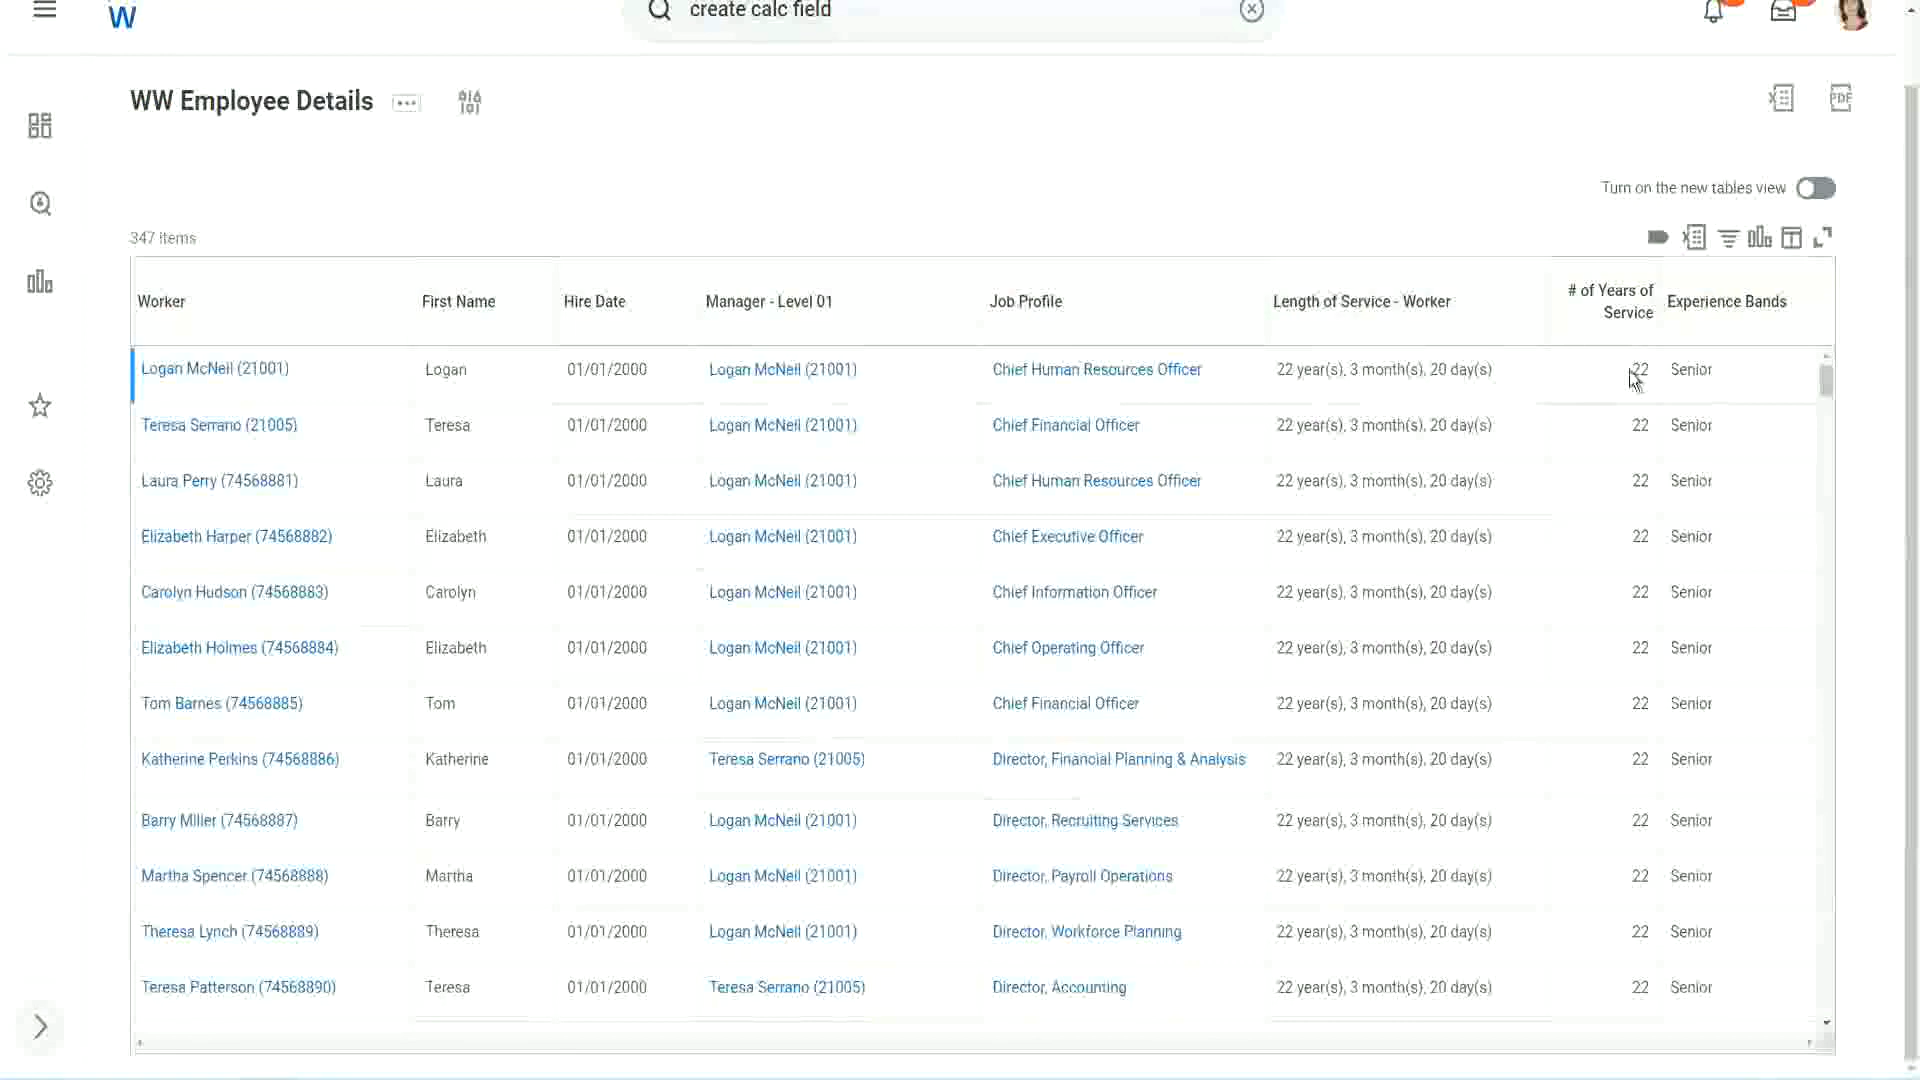 W
create calc field
WW Employee Details
PDF
Turn on the new tables view
347 items
Worker First Name Hire Date Manager - Level 01 Job Profile Length of Service - Worker # of Years of Service Experience Bands
Logan McNeil (21001) Logan 01/01/2000 Logan McNeil (21001) Chief Human Resources Officer 22 year(s), 3 month(s), 20 day(s) 22 Senior
Teresa Serrano (21005) Teresa 01/01/2000 Logan McNeil (21001) Chief Financial Officer 22 year(s), 3 month(s), 20 day(s) 22 Senior
Laura Perry (74568881) Laura 01/01/2000 Logan McNeil (21001) Chief Human Resources Officer 22 year(s), 3 month(s), 20 day(s) 22 Senior
Elizabeth Harper (74568882) Elizabeth 01/01/2000 Logan McNeil (21001) Chief Executive Officer 22 year(s), 3 month(s), 20 day(s) 22 Senior
Carolyn Hudson (74568883) Carolyn 01/01/2000 Logan McNeil (21001) Chief Information Officer 22 year(s), 3 month(s), 20 day(s) 22 Senior
Elizabeth Holmes (74568884) Elizabeth 01/01/2000 Logan McNeil (21001) Chief Operating Officer 22 year(s), 3 month(s), 20 day(s) 22 Senior
Tom Barnes (74568885) Tom 01/01/2000 Logan McNeil (21001) Chief Financial Officer 22 year(s), 3 month(s), 20 day(s) 22 Senior
Katherine Perkins (74568886) Katherine 01/01/2000 Teresa Serrano (21005) Director, Financial Planning & Analysis 22 year(s), 3 month(s), 20 day(s) 22 Senior
Barry Miller (74568887) Barry 01/01/2000 Logan McNeil (21001) Director, Recruiting Services 22 year(s), 3 month(s), 20 day(s) 22 Senior
Martha Spencer (74568888) Martha 01/01/2000 Logan McNeil (21001) Director, Payroll Operations 22 year(s), 3 month(s), 20 day(s) 22 Senior
Theresa Lynch (74568889) Theresa 01/01/2000 Logan McNeil (21001) Director, Workforce Planning 22 year(s), 3 month(s), 20 day(s) 22 Senior
Teresa Patterson (74568890) Teresa 01/01/2000 Teresa Serrano (21005) Director, Accounting 22 year(s), 3 month(s), 20 day(s) 22 Senior